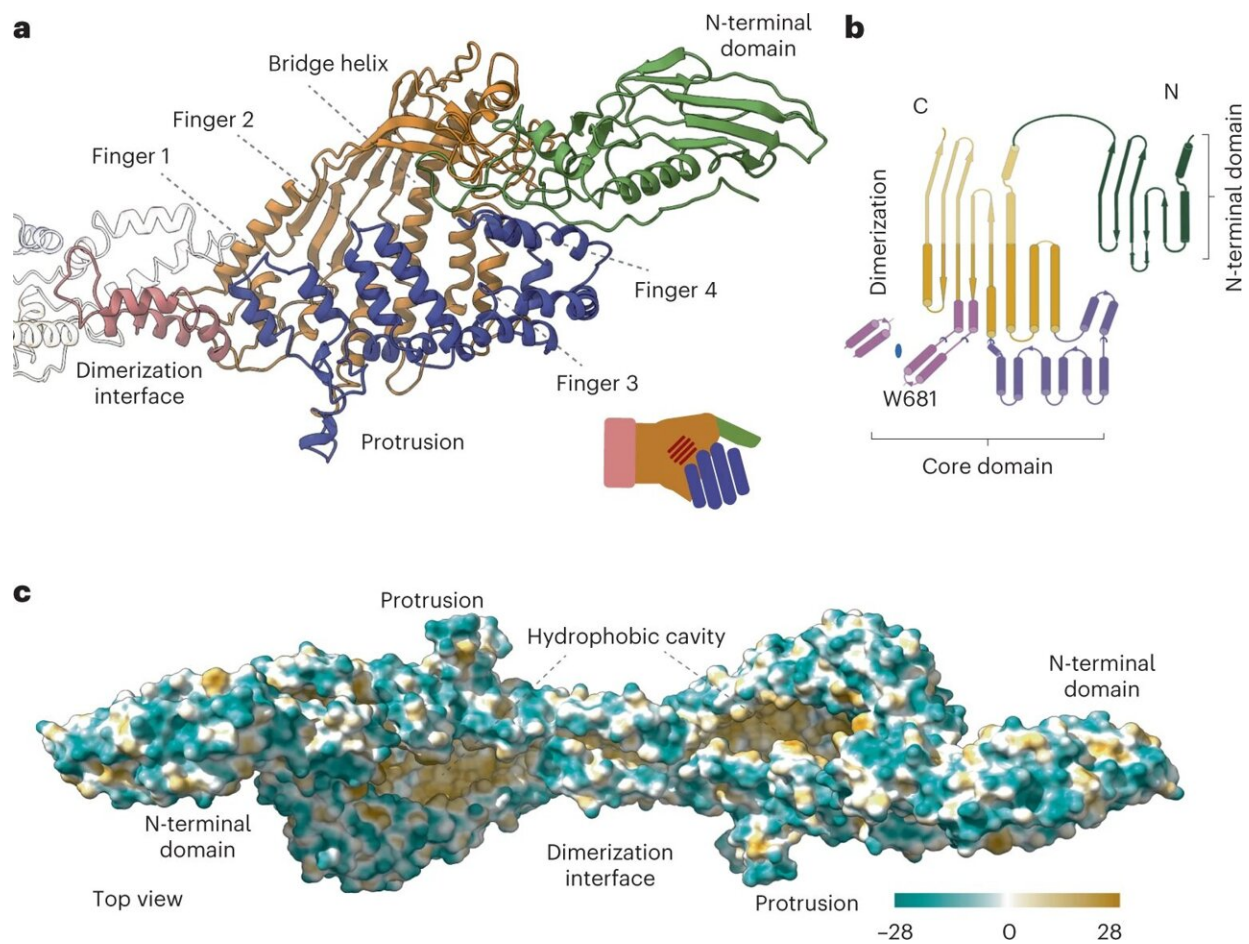 a
N-terminal
domain
Bridge helix
Finger 2
Finger 1
Finger 4
Dimerization
interface
Finger 3
Protrusion
b
C
N
Dimerization
N-terminal domain
W681
Core domain
c
Protrusion
Hydrophobic cavity
N-terminal
domain
N-terminal
domain
Dimerization
interface
Top view
Protrusion
−28 0 28